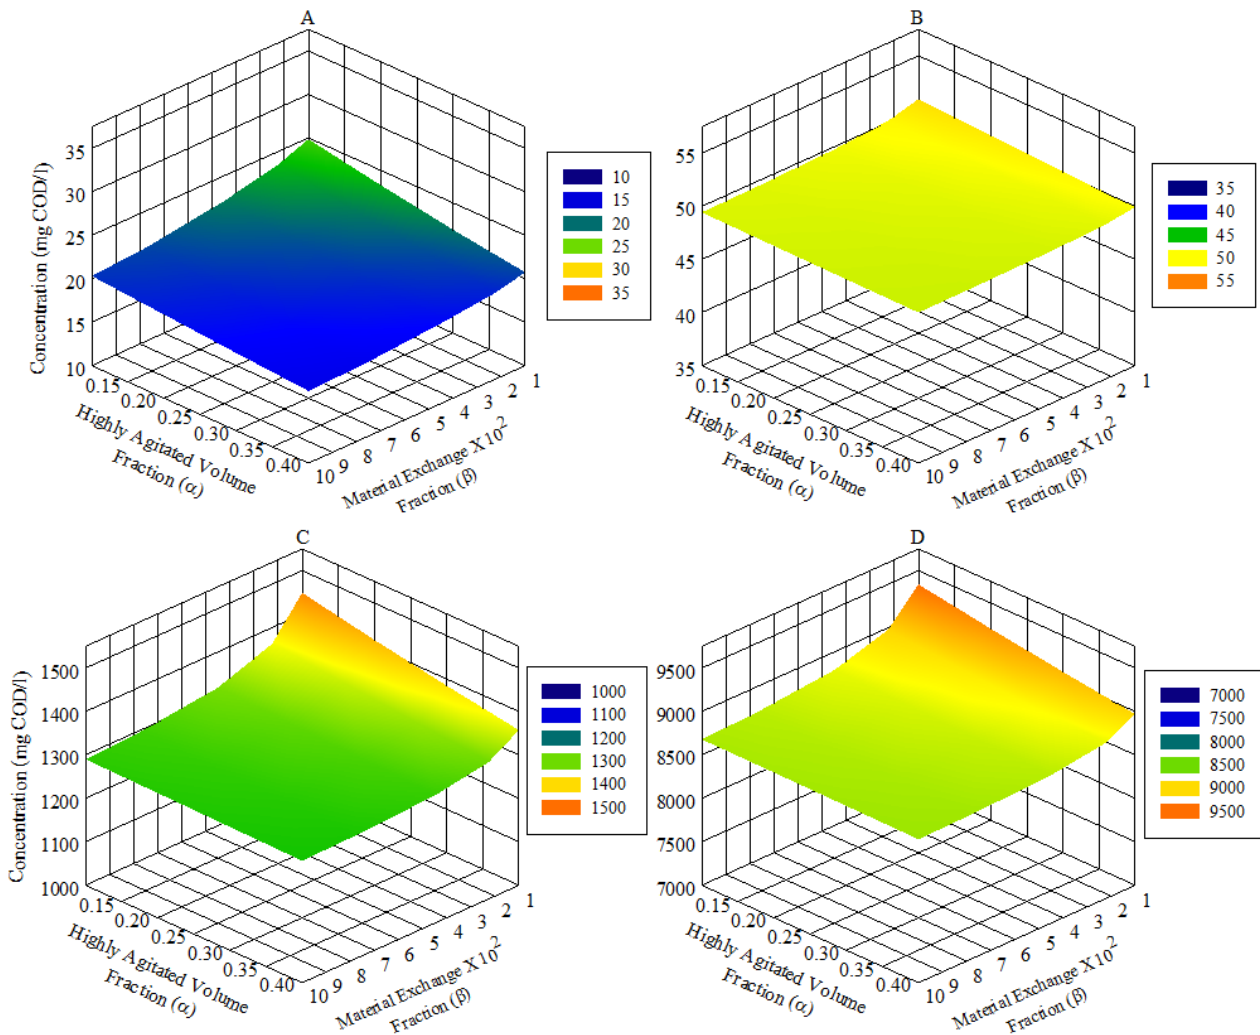 A
Concentration (mg COD/l)
35
30
25
20
15
10
0.15
0.20
0.25
0.30
0.35
0.40
Highly Agitated Volume
Fraction (α)
10 9 8 7 6 5 4 3 2 1
Material Exchange X 10²
Fraction (β)
10
15
20
25
30
35
B
55
50
45
40
35
0.15
0.20
0.25
0.30
0.35
0.40
Highly Agitated Volume
Fraction (α)
10 9 8 7 6 5 4 3 2 1
Material Exchange X 10²
Fraction (β)
35
40
45
50
55
C
Concentration (mg COD/l)
1500
1400
1300
1200
1100
1000
0.15
0.20
0.25
0.30
0.35
0.40
Highly Agitated Volume
Fraction (α)
10 9 8 7 6 5 4 3 2 1
Material Exchange X 10²
Fraction (β)
1000
1100
1200
1300
1400
1500
D
9500
9000
8500
8000
7500
7000
0.15
0.20
0.25
0.30
0.35
0.40
Highly Agitated Volume
Fraction (α)
10 9 8 7 6 5 4 3 2 1
Material Exchange X 10²
Fraction (β)
7000
7500
8000
8500
9000
9500